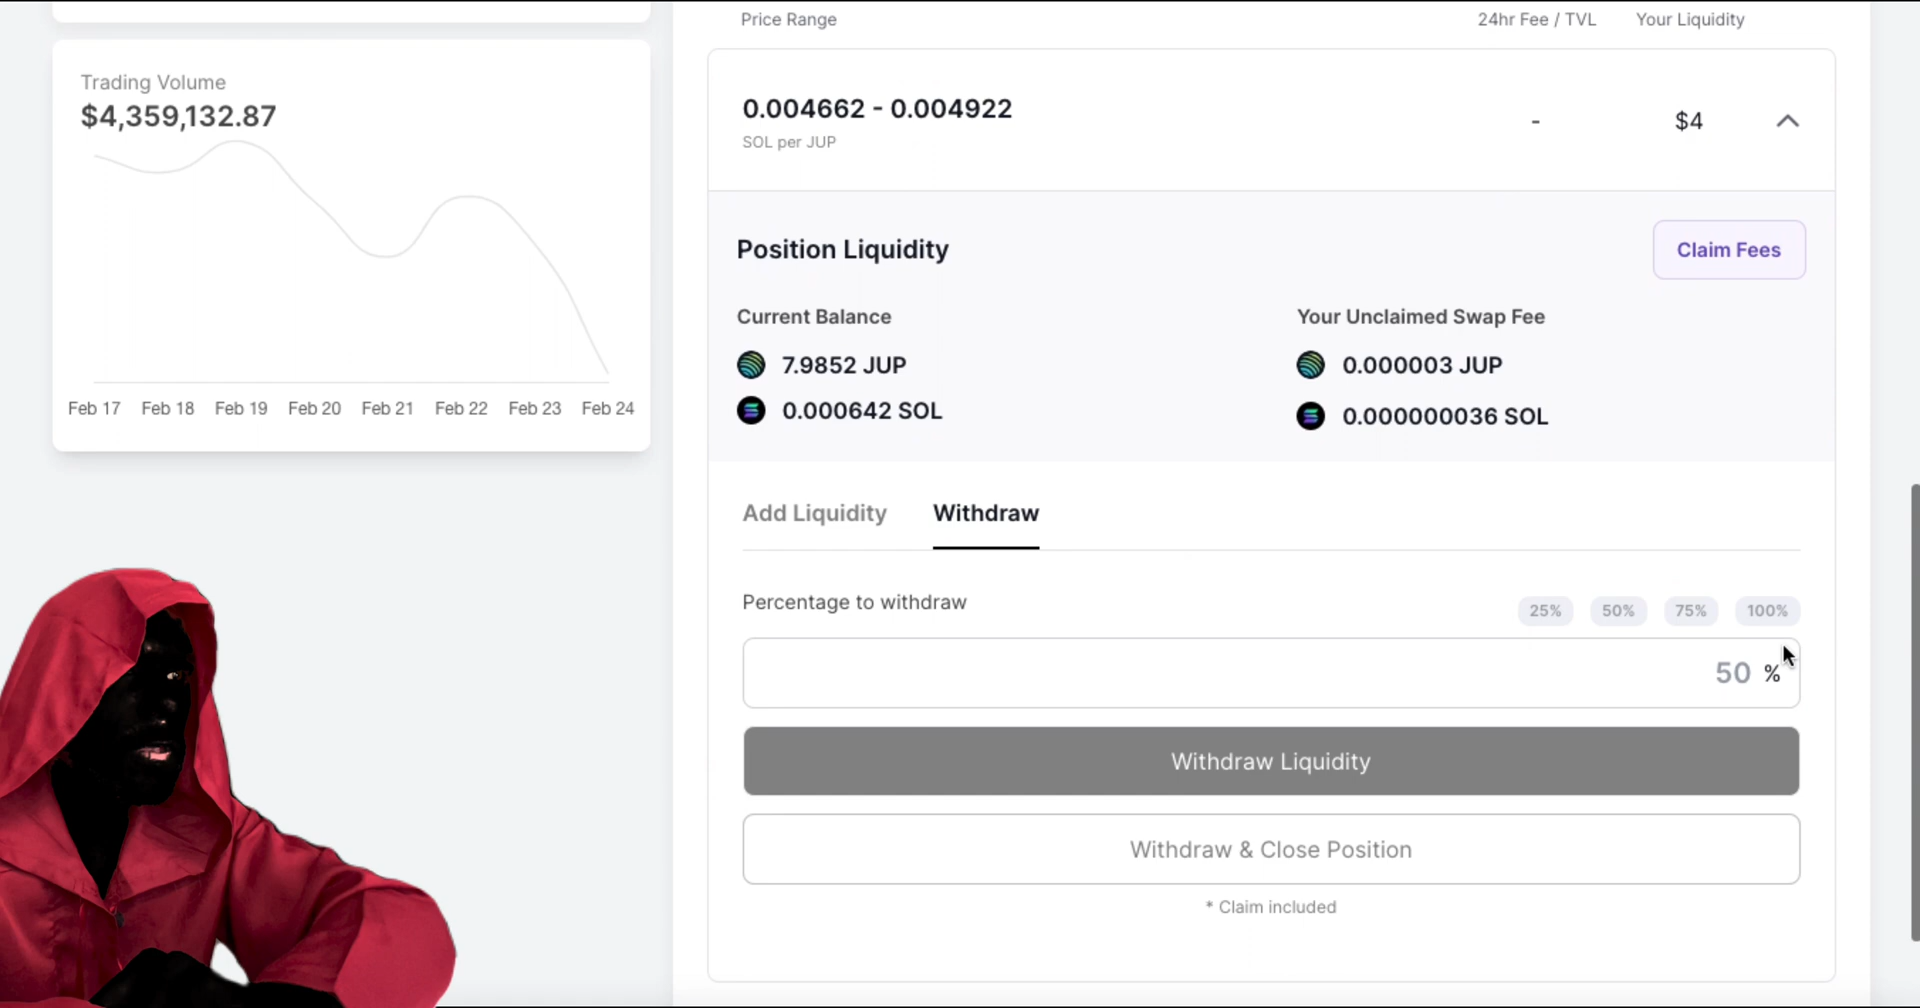 Price Range
24hr Fee / TVL
Your Liquidity
Trading Volume
$4,359,132.87
Feb 17
Feb 18
Feb 19
Feb 20
Feb 21
Feb 22
Feb 23
Feb 24
0.004662 - 0.004922
SOL per JUP
-
$4
Position Liquidity
Claim Fees
Current Balance
7.9852 JUP
0.000642 SOL
Your Unclaimed Swap Fee
0.000003 JUP
0.000000036 SOL
Add Liquidity
Withdraw
Percentage to withdraw
25%
50%
75%
100%
50 %
Withdraw Liquidity
Withdraw & Close Position
* Claim included